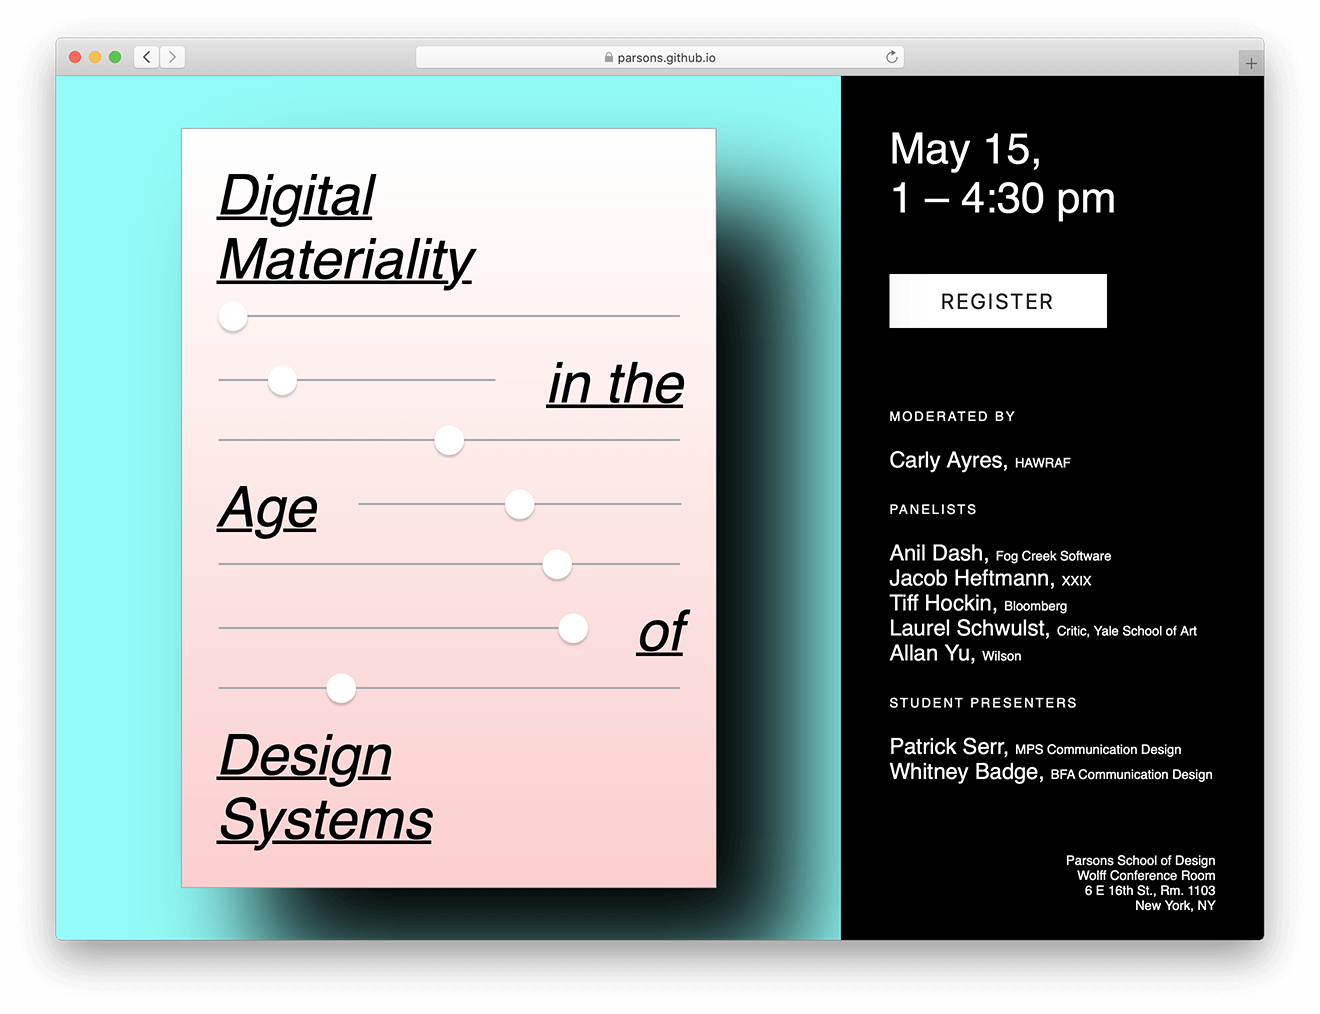 parsons.github.io
Digital
Materiality
in the
Age
of
Design
Systems
May 15,
1 – 4:30 pm
REGISTER
MODERATED BY
Carly Ayres, HAWRAF
PANELISTS
Anil Dash, Fog Creek Software
Jacob Heftmann, XXIX
Tiff Hockin, Bloomberg
Laurel Schwulst, Critic, Yale School of Art
Allan Yu, Wilson
STUDENT PRESENTERS
Patrick Serr, MPS Communication Design
Whitney Badge, BFA Communication Design
Parsons School of Design
Wolff Conference Room
6 E 16th St., Rm. 1103
New York, NY